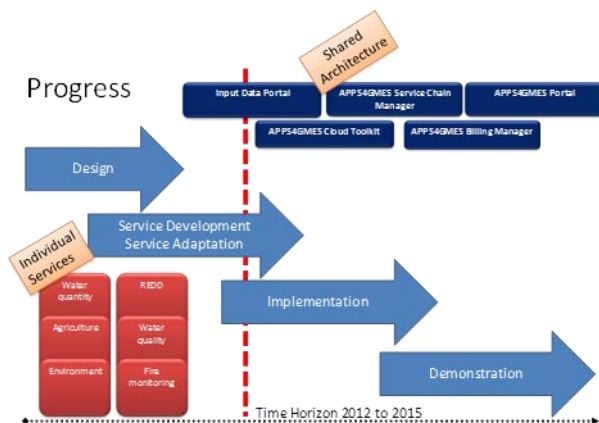 Progress
Shared
Architecture
Input Data Portal
APPS4GMES Service Chain
Manager
APPS4GMES Portal
APPS4GMES Cloud Toolkit
APPS4GMES Billing Manager
Design
Service Development
Service Adaptation
Individual
Services
Water
quantity
REDD
Agriculture
Water
quality
Environment
Fire
monitoring
Implementation
Demonstration
Time Horizon 2012 to 2015